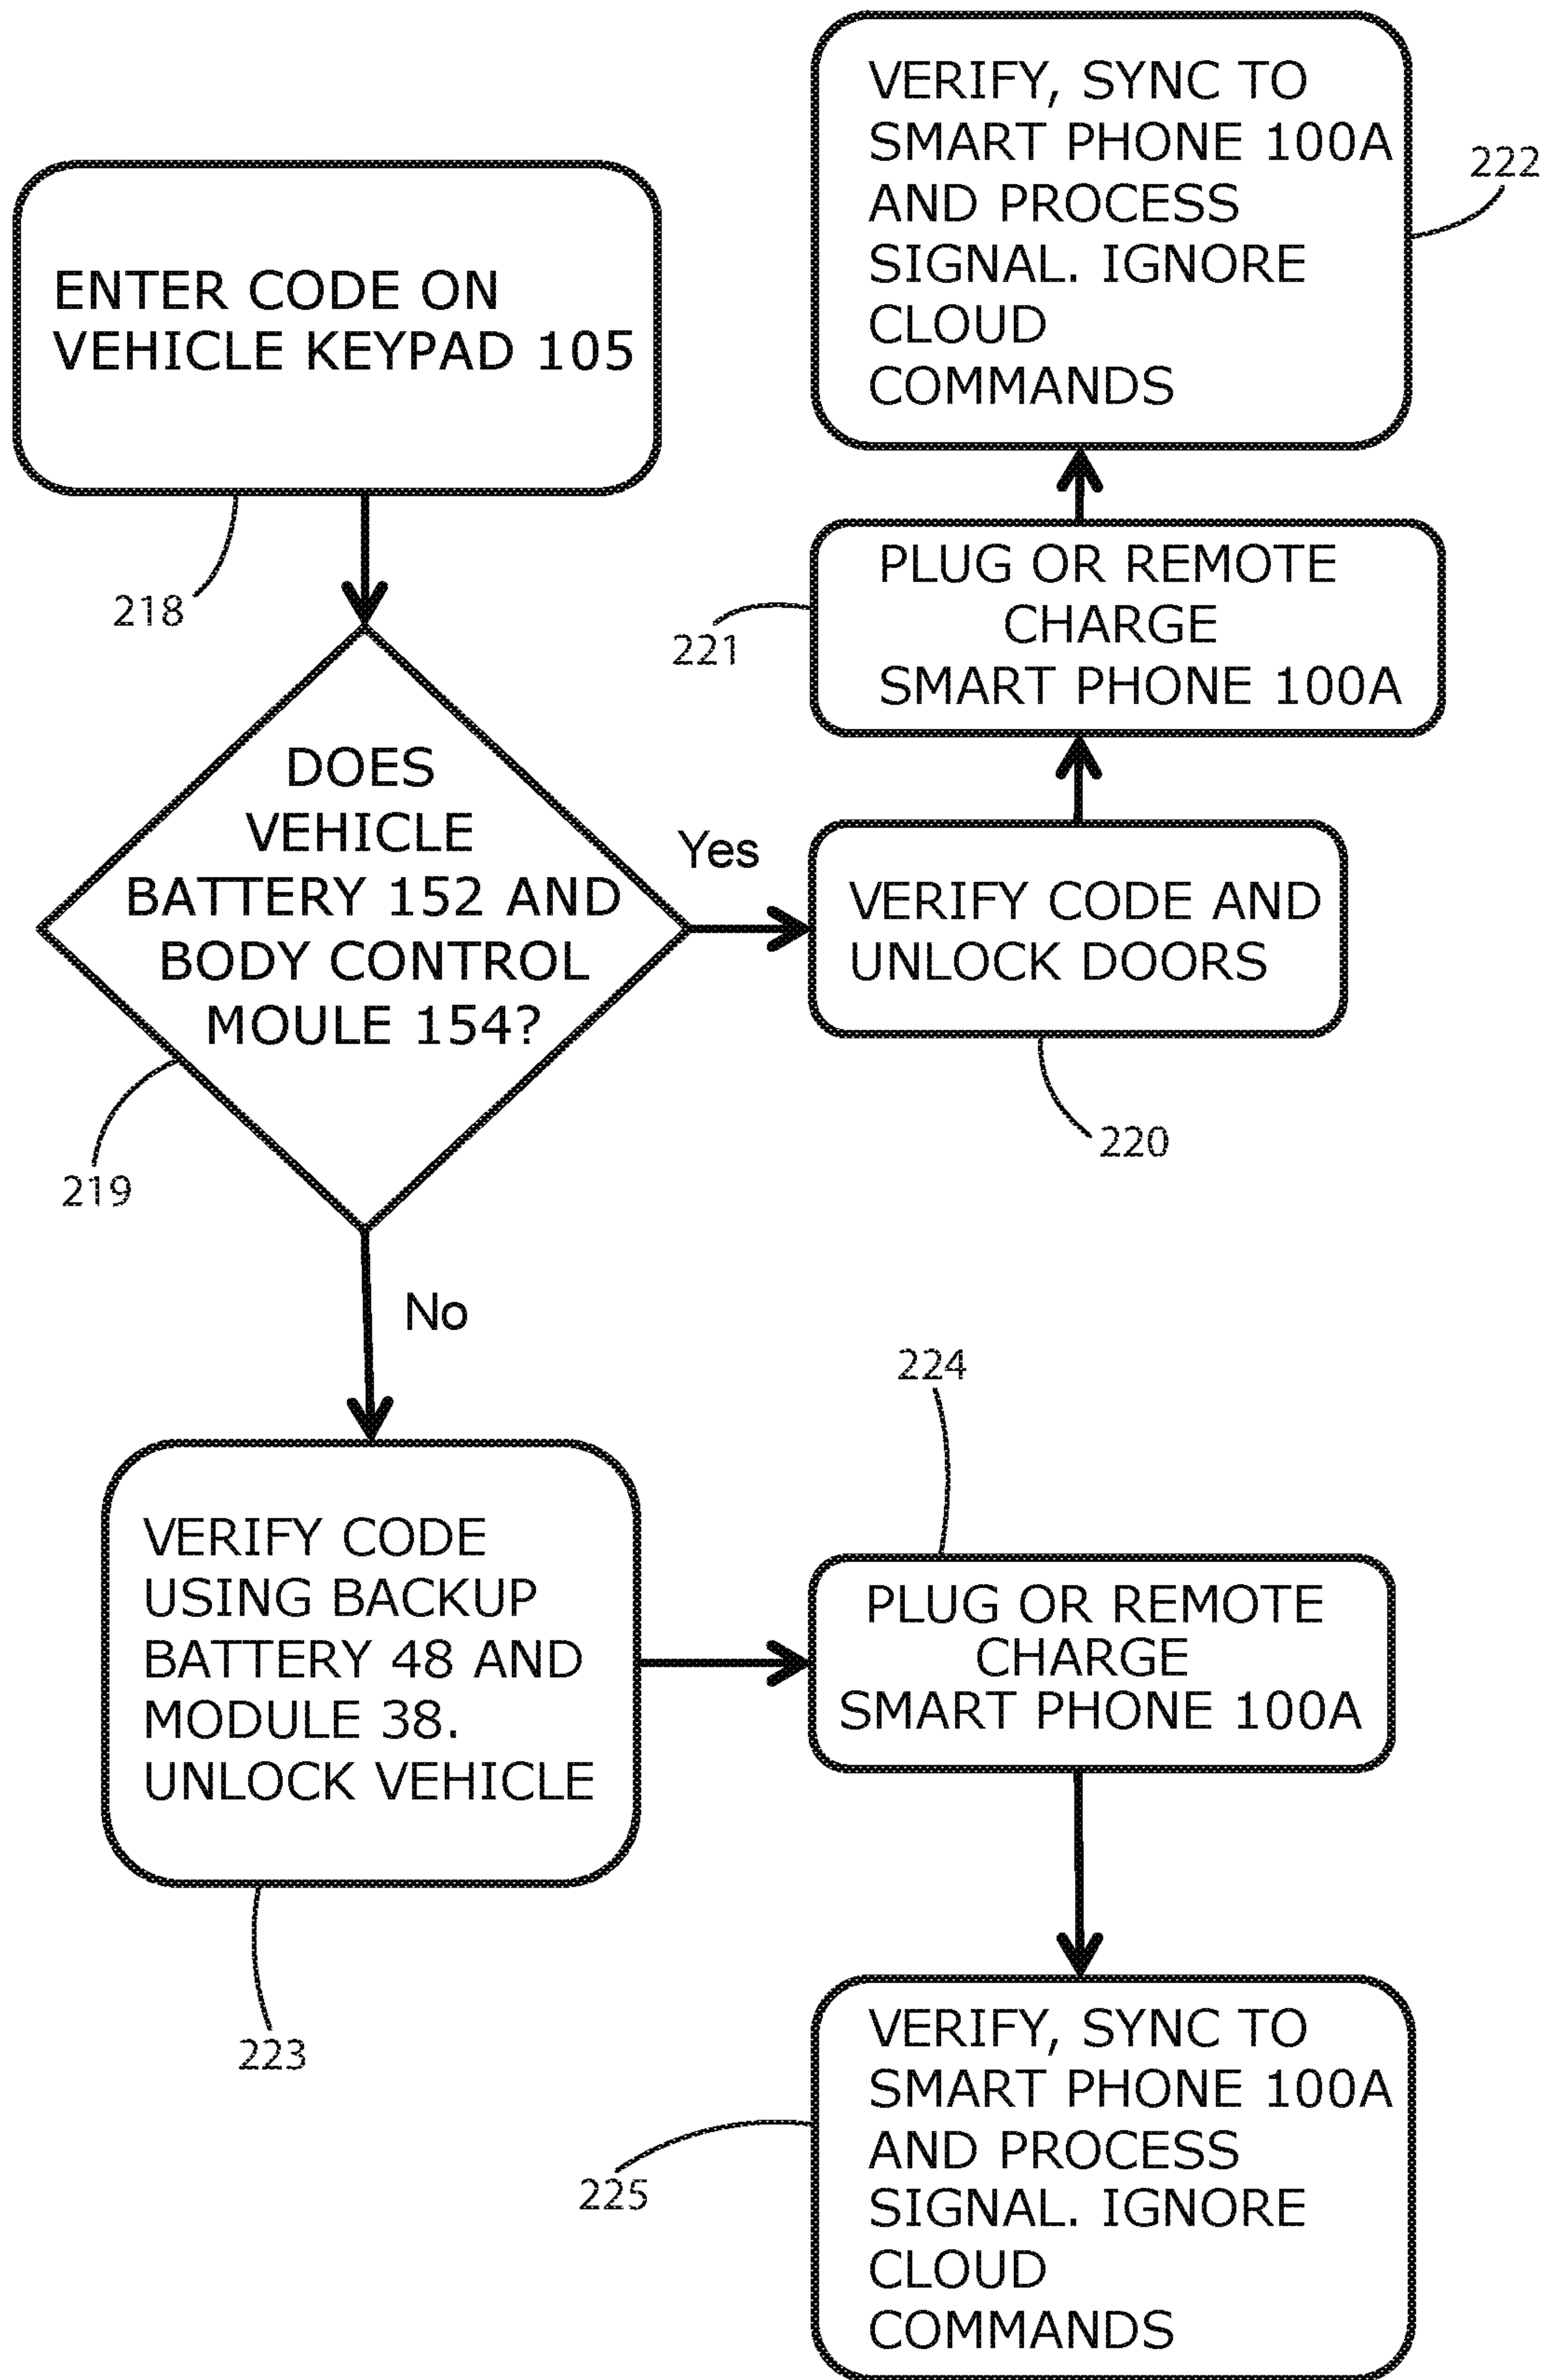 ENTER CODE ON
VEHICLE KEYPAD 105
218
DOES
VEHICLE
BATTERY 152 AND
BODY CONTROL
MOULE 154?
219
Yes
VERIFY CODE AND
UNLOCK DOORS
220
PLUG OR REMOTE
CHARGE
SMART PHONE 100A
221
VERIFY, SYNC TO
SMART PHONE 100A
AND PROCESS
SIGNAL. IGNORE
CLOUD
COMMANDS
222
No
VERIFY CODE
USING BACKUP
BATTERY 48 AND
MODULE 38.
UNLOCK VEHICLE
223
224
PLUG OR REMOTE
CHARGE
SMART PHONE 100A
VERIFY, SYNC TO
SMART PHONE 100A
AND PROCESS
SIGNAL. IGNORE
CLOUD
COMMANDS
225